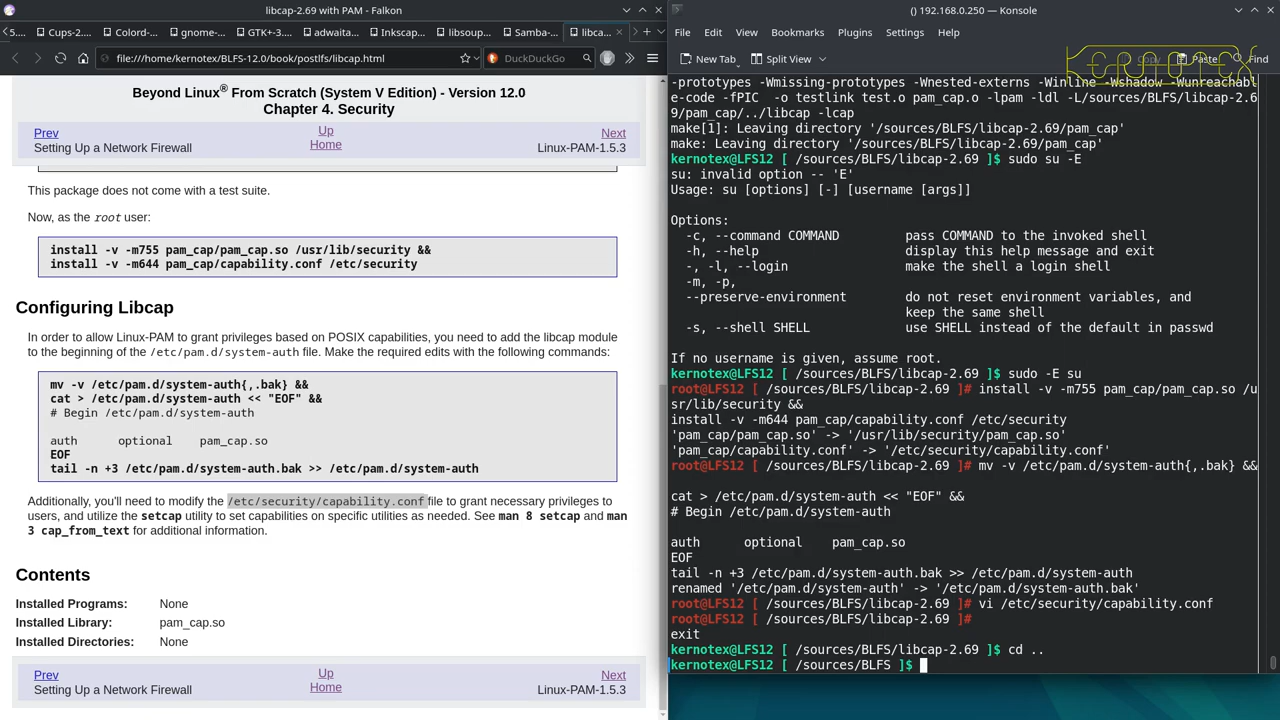 libcap-2.69 with PAM - Falkon
5....
Cups-2....
Colord-...
gnome-...
GTK+-3....
adwaita...
Inkscap...
libsoup...
Samba-...
libca...
file:///home/kernotex/BLFS-12.0/book/postlfs/libcap.html
DuckDuckGo
Beyond Linux® From Scratch (System V Edition) - Version 12.0
Chapter 4. Security
Prev Up Next
Setting Up a Network Firewall Home Linux-PAM-1.5.3
This package does not come with a test suite.
Now, as the root user:
install -v -m755 pam_cap/pam_cap.so /usr/lib/security &&
install -v -m644 pam_cap/capability.conf /etc/security
Configuring Libcap
In order to allow Linux-PAM to grant privileges based on POSIX capabilities, you need to add the libcap module
to the beginning of the /etc/pam.d/system-auth file. Make the required edits with the following commands:
mv -v /etc/pam.d/system-auth{,.bak} &&
cat > /etc/pam.d/system-auth << "EOF" &&
# Begin /etc/pam.d/system-auth
auth      optional    pam_cap.so
EOF
tail -n +3 /etc/pam.d/system-auth.bak >> /etc/pam.d/system-auth
Additionally, you'll need to modify the /etc/security/capability.conf file to grant necessary privileges to
users, and utilize the setcap utility to set capabilities on specific utilities as needed. See man 8 setcap and man
3 cap_from_text for additional information.
Contents
Installed Programs: None
Installed Library: pam_cap.so
Installed Directories: None
Prev Up Next
Setting Up a Network Firewall Home Linux-PAM-1.5.3
() 192.168.0.250 — Konsole
File Edit View Bookmarks Plugins Settings Help
New Tab Split View Copy Paste Find
KERNOTEX
-prototypes -Wmissing-prototypes -Wnested-externs -Winline -Wshadow -Wunreachabl
e-code -fPIC  -o testlink test.o pam_cap.o -lpam -ldl -L/sources/BLFS/libcap-2.6
9/pam_cap/../libcap -lcap
make[1]: Leaving directory '/sources/BLFS/libcap-2.69/pam_cap'
make: Leaving directory '/sources/BLFS/libcap-2.69/pam_cap'
kernotex@LFS12 [ /sources/BLFS/libcap-2.69 ]$ sudo su -E
su: invalid option -- 'E'
Usage: su [options] [-] [username [args]]
Options:
-c, --command COMMAND         pass COMMAND to the invoked shell
-h, --help                    display this help message and exit
-, -l, --login                make the shell a login shell
-m, -p,
--preserve-environment        do not reset environment variables, and
keep the same shell
-s, --shell SHELL             use SHELL instead of the default in passwd
If no username is given, assume root.
kernotex@LFS12 [ /sources/BLFS/libcap-2.69 ]$ sudo -E su
root@LFS12 [ /sources/BLFS/libcap-2.69 ]# install -v -m755 pam_cap/pam_cap.so /u
sr/lib/security &&
install -v -m644 pam_cap/capability.conf /etc/security
'pam_cap/pam_cap.so' -> '/usr/lib/security/pam_cap.so'
'pam_cap/capability.conf' -> '/etc/security/capability.conf'
root@LFS12 [ /sources/BLFS/libcap-2.69 ]# mv -v /etc/pam.d/system-auth{,.bak} &&
cat > /etc/pam.d/system-auth << "EOF" &&
# Begin /etc/pam.d/system-auth
auth      optional    pam_cap.so
EOF
tail -n +3 /etc/pam.d/system-auth.bak >> /etc/pam.d/system-auth
renamed '/etc/pam.d/system-auth' -> '/etc/pam.d/system-auth.bak'
root@LFS12 [ /sources/BLFS/libcap-2.69 ]# vi /etc/security/capability.conf
root@LFS12 [ /sources/BLFS/libcap-2.69 ]#
exit
kernotex@LFS12 [ /sources/BLFS/libcap-2.69 ]$ cd ..
kernotex@LFS12 [ /sources/BLFS ]$